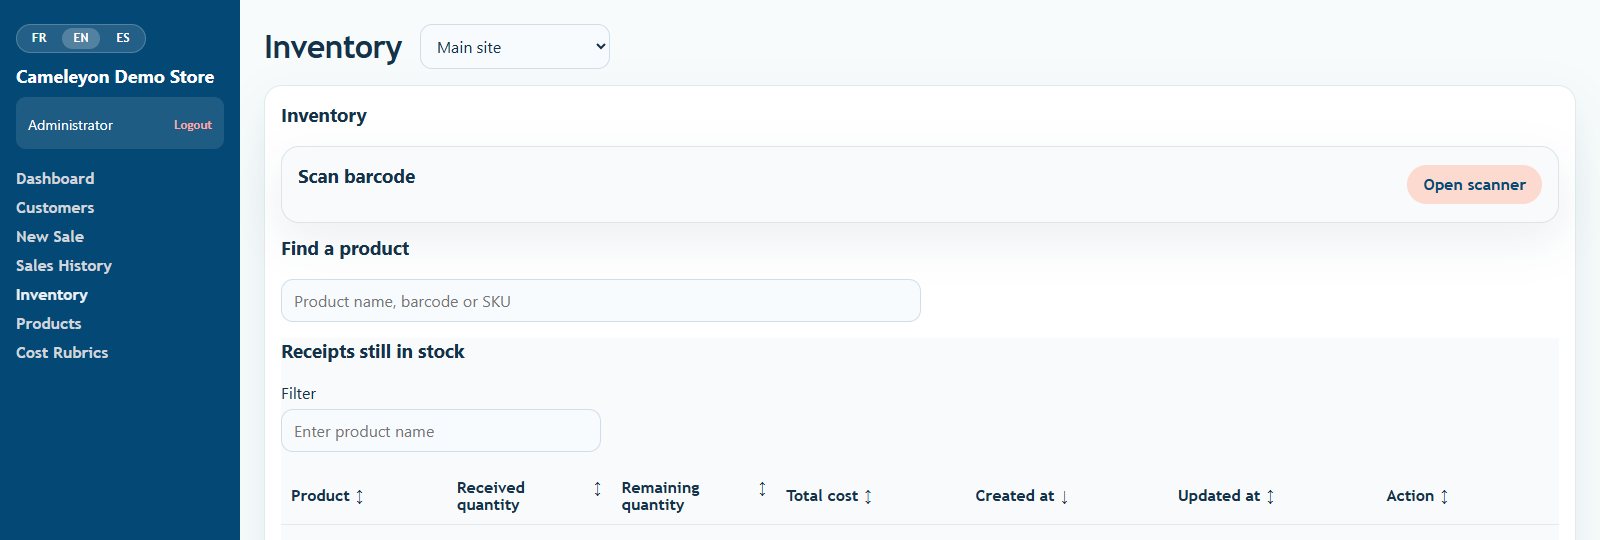 FR EN ES
Cameleyon Demo Store
Administrator Logout
Dashboard
Customers
New Sale
Sales History
Inventory
Products
Cost Rubrics
Inventory Main site
Inventory
Scan barcode Open scanner
Find a product
Product name, barcode or SKU
Receipts still in stock
Filter
Enter product name
Product ↕ Received quantity ↕ Remaining quantity ↕ Total cost ↕ Created at ↓ Updated at ↕ Action ↕